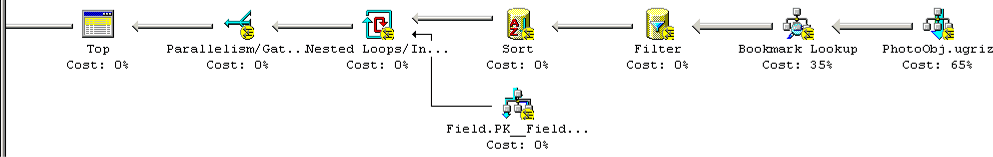 Top
Cost: 0%
Parallelism/Gat...
Cost: 0%
Nested Loops/In...
Cost: 0%
Sort
Cost: 0%
Filter
Cost: 0%
Bookmark Lookup
Cost: 35%
PhotoObj.ugriz
Cost: 65%
Field.PK__Field...
Cost: 0%